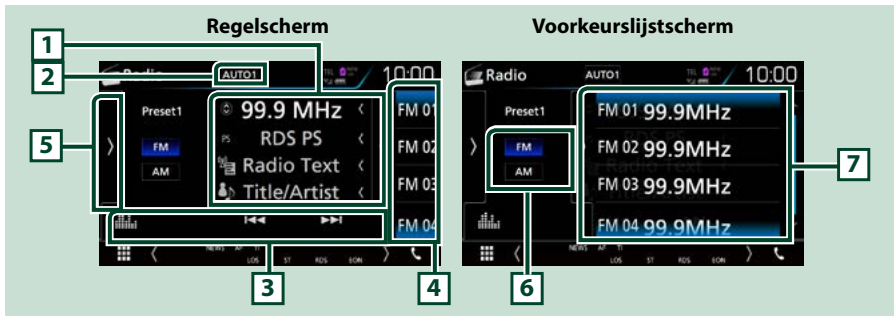 Regelscherm
Voorkeurslijstscherm
1
2
Radio
AUTO1
TEL
10:00
Preset1
FM
AM
99.9 MHz
PS
RDS PS
Radio Text
Title/Artist
FM 01
FM 02
FM 03
FM 04
NEWS AF TI
LOS ST RDS EON
5
3
4
Radio
AUTO1
TEL
10:00
Preset1
FM
AM
FM 01 99.9MHz
FM 02 99.9MHz
FM 03 99.9MHz
FM 04 99.9MHz
NEWS AF TI
LOS ST RDS EON
6
7